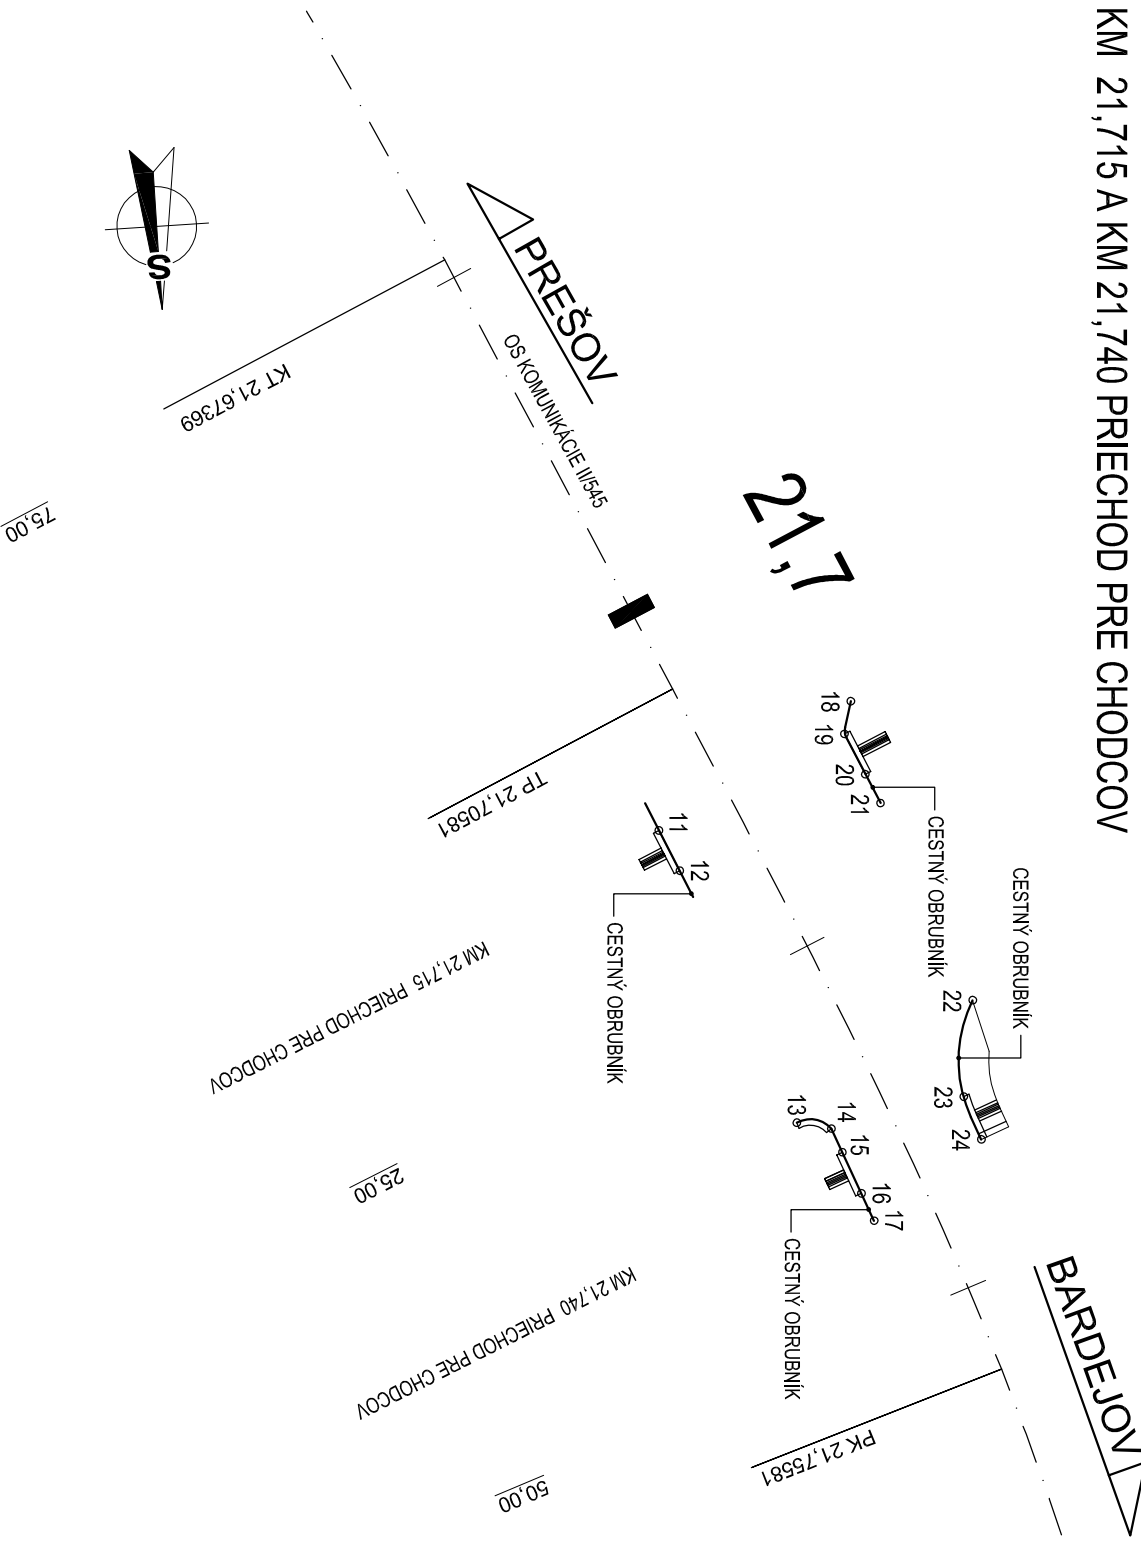 KM 21,715 A KM 21,740 PRIECHOD PRE CHODCOV
PREŠOV
S
OS KOMUNIKÁCIE II/545
KT 21,67369
75,00
21,7
TP 21,70581
18
19
20
21
CESTNÝ OBRUBNÍK
11
12
CESTNÝ OBRUBNÍK
KM 21,715 PRIECHOD PRE CHODCOV
CESTNÝ OBRUBNÍK
22
23
24
13
14
15
16
17
CESTNÝ OBRUBNÍK
25,00
KM 21,740 PRIECHOD PRE CHODCOV
BARDEJOV
PK 21,75581
50,00